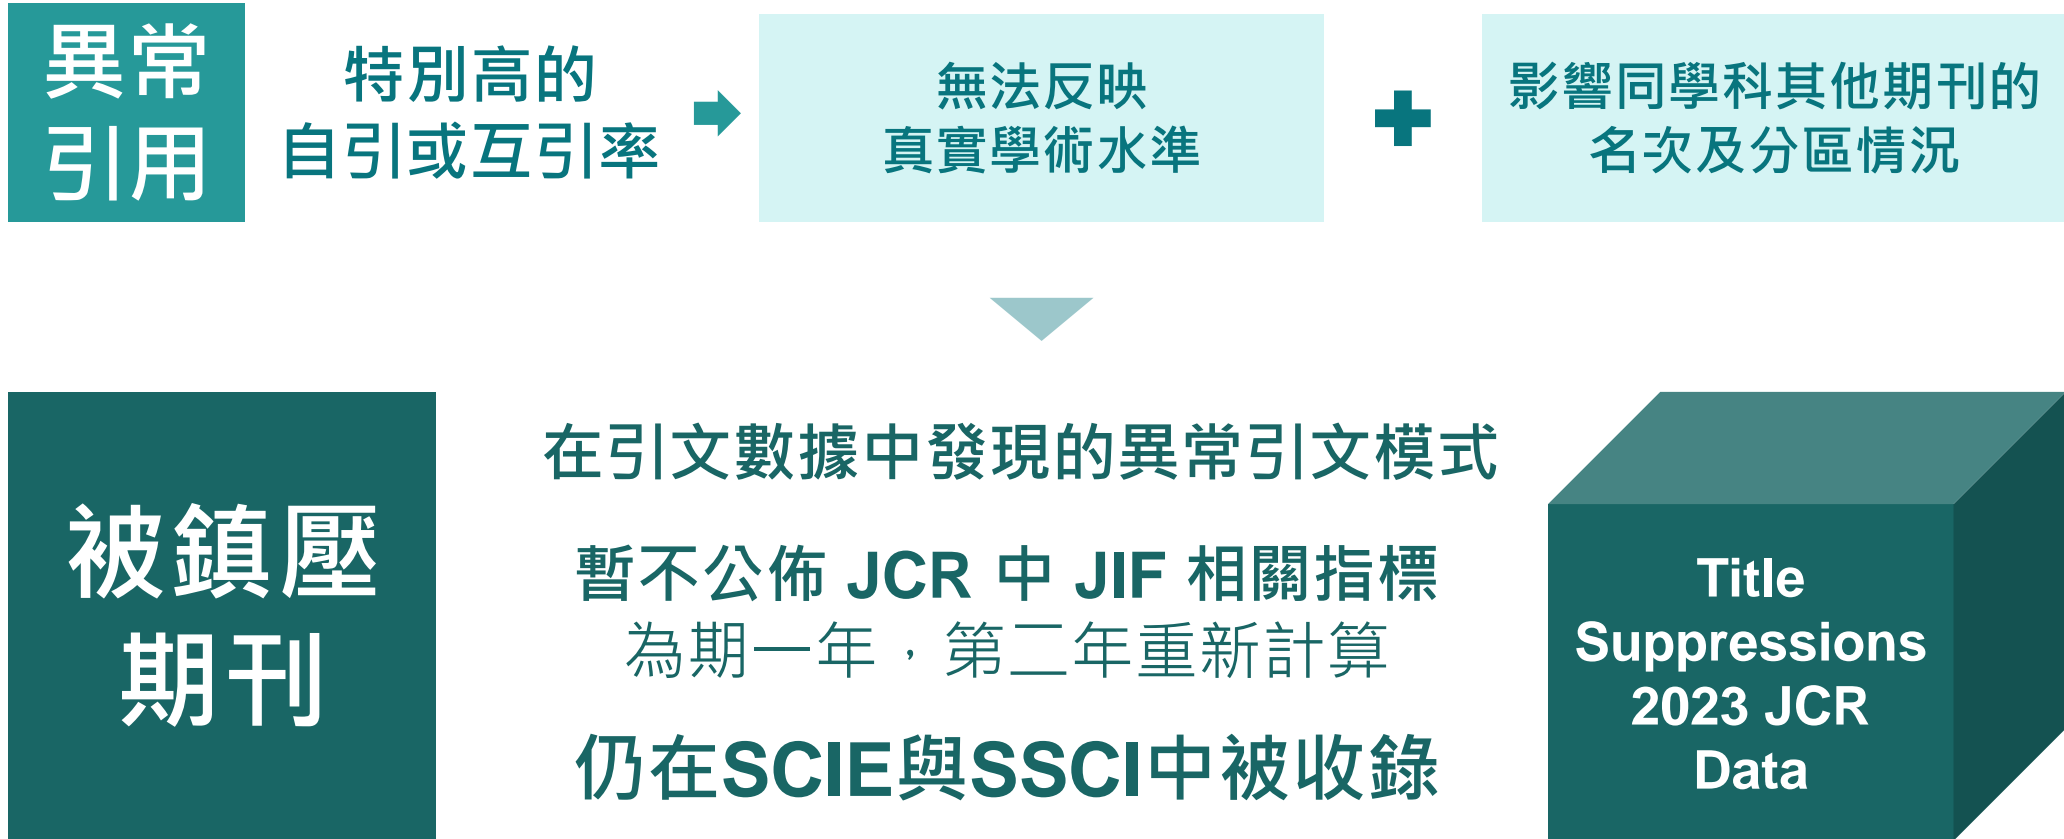 異常
引用
特別高的
自引或互引率
無法反映
真實學術水準
影響同學科其他期刊的
名次及分區情況
被鎮壓
期刊
在引文數據中發現的異常引文模式
暫不公佈 JCR 中 JIF 相關指標
為期一年，第二年重新計算
仍在SCIE與SSCI中被收錄
Title
Suppressions
2023 JCR
Data